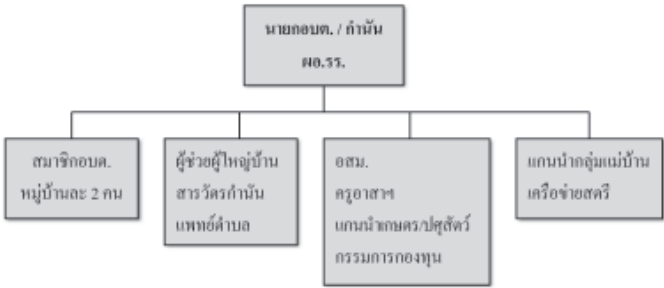 นายกอบต. / กำนัน
ผอ.รร.
สมาชิกอบต.
หมู่บ้านละ 2 คน
ผู้ช่วยผู้ใหญ่บ้าน
สารวัตรกำนัน
แพทย์ตำบล
อสม.
ครูอาสาฯ
แกนนำเกษตร/ปศุสัตว์
กรรมการกองทุน
แกนนำกลุ่มแม่บ้าน
เครือข่ายสตรี